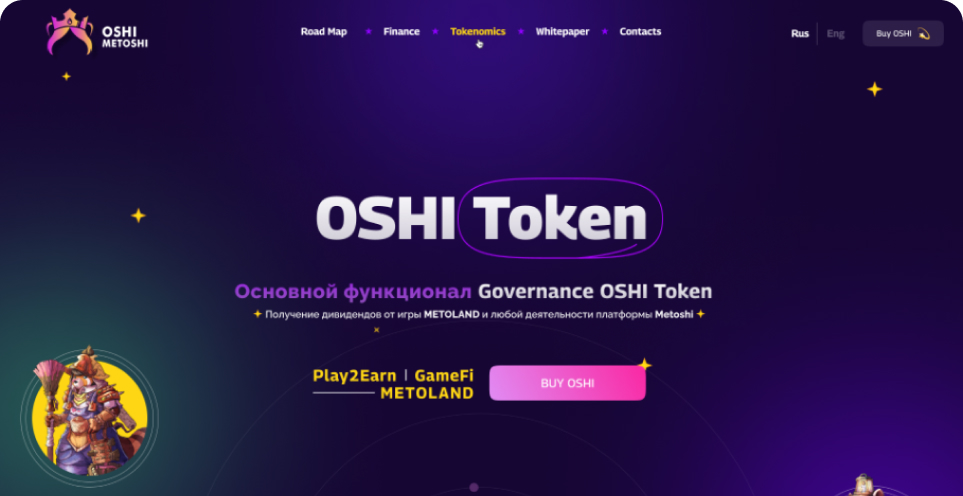 OSHI
METOSHI
Road Map
Finance
Tokenomics
Whitepaper
Contacts
Rus
Eng
Buy OSHI
OSHI Token
Основной функционал Governance OSHI Token
Получение дивидендов от игры METOLAND и любой деятельности платформы Metoshi
Play2Earn | GameFi
METOLAND
BUY OSHI